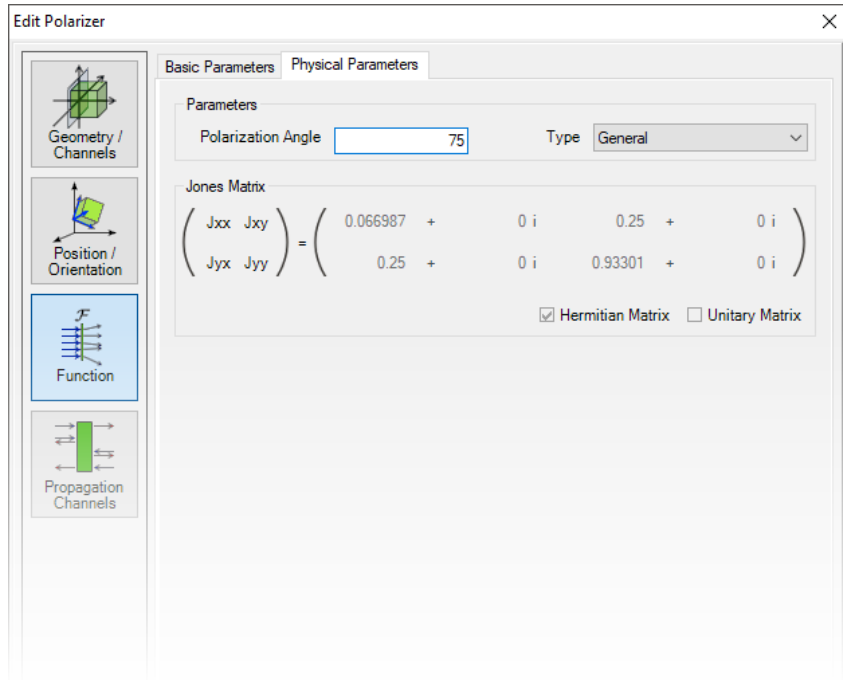 Edit Polarizer
Basic Parameters Physical Parameters
Geometry /
Channels
Position /
Orientation
ℱ
Function
Propagation
Channels
Parameters
Polarization Angle 75 Type General
Jones Matrix
Jxx Jxy 0.066987 + 0 i 0.25 + 0 i
=
Jyx Jyy 0.25 + 0 i 0.93301 + 0 i
Hermitian Matrix Unitary Matrix